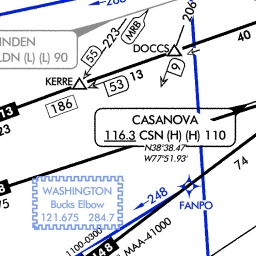 206°
INDEN
LDN (L) (L) 90
55
223
MRB
DOCCS
40
KERRE
53
13
9
186
13
23
CASANOVA
116.3 CSN (H) (H) 110
N38°38.47'
W77°51.93'
74
WASHINGTON
Bucks Elbow
121.675 284.7
248
FANPO
75
1100-0300
48
MAA-41000